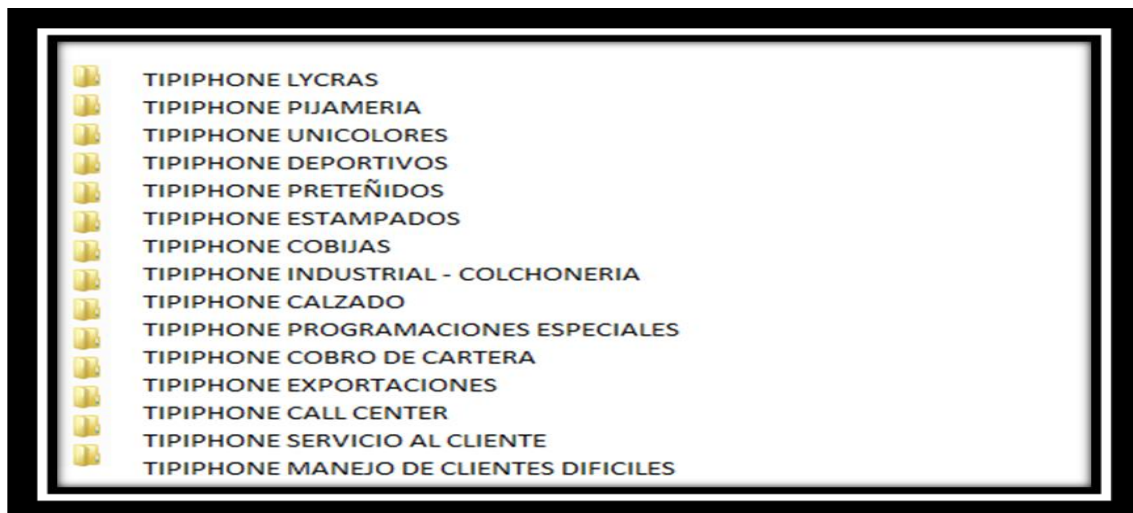 TIPIPHONE LYCRAS
TIPIPHONE PIJAMERIA
TIPIPHONE UNICOLORES
TIPIPHONE DEPORTIVOS
TIPIPHONE PRETEÑIDOS
TIPIPHONE ESTAMPADOS
TIPIPHONE COBIJAS
TIPIPHONE INDUSTRIAL - COLCHONERIA
TIPIPHONE CALZADO
TIPIPHONE PROGRAMACIONES ESPECIALES
TIPIPHONE COBRO DE CARTERA
TIPIPHONE EXPORTACIONES
TIPIPHONE CALL CENTER
TIPIPHONE SERVICIO AL CLIENTE
TIPIPHONE MANEJO DE CLIENTES DIFICILES